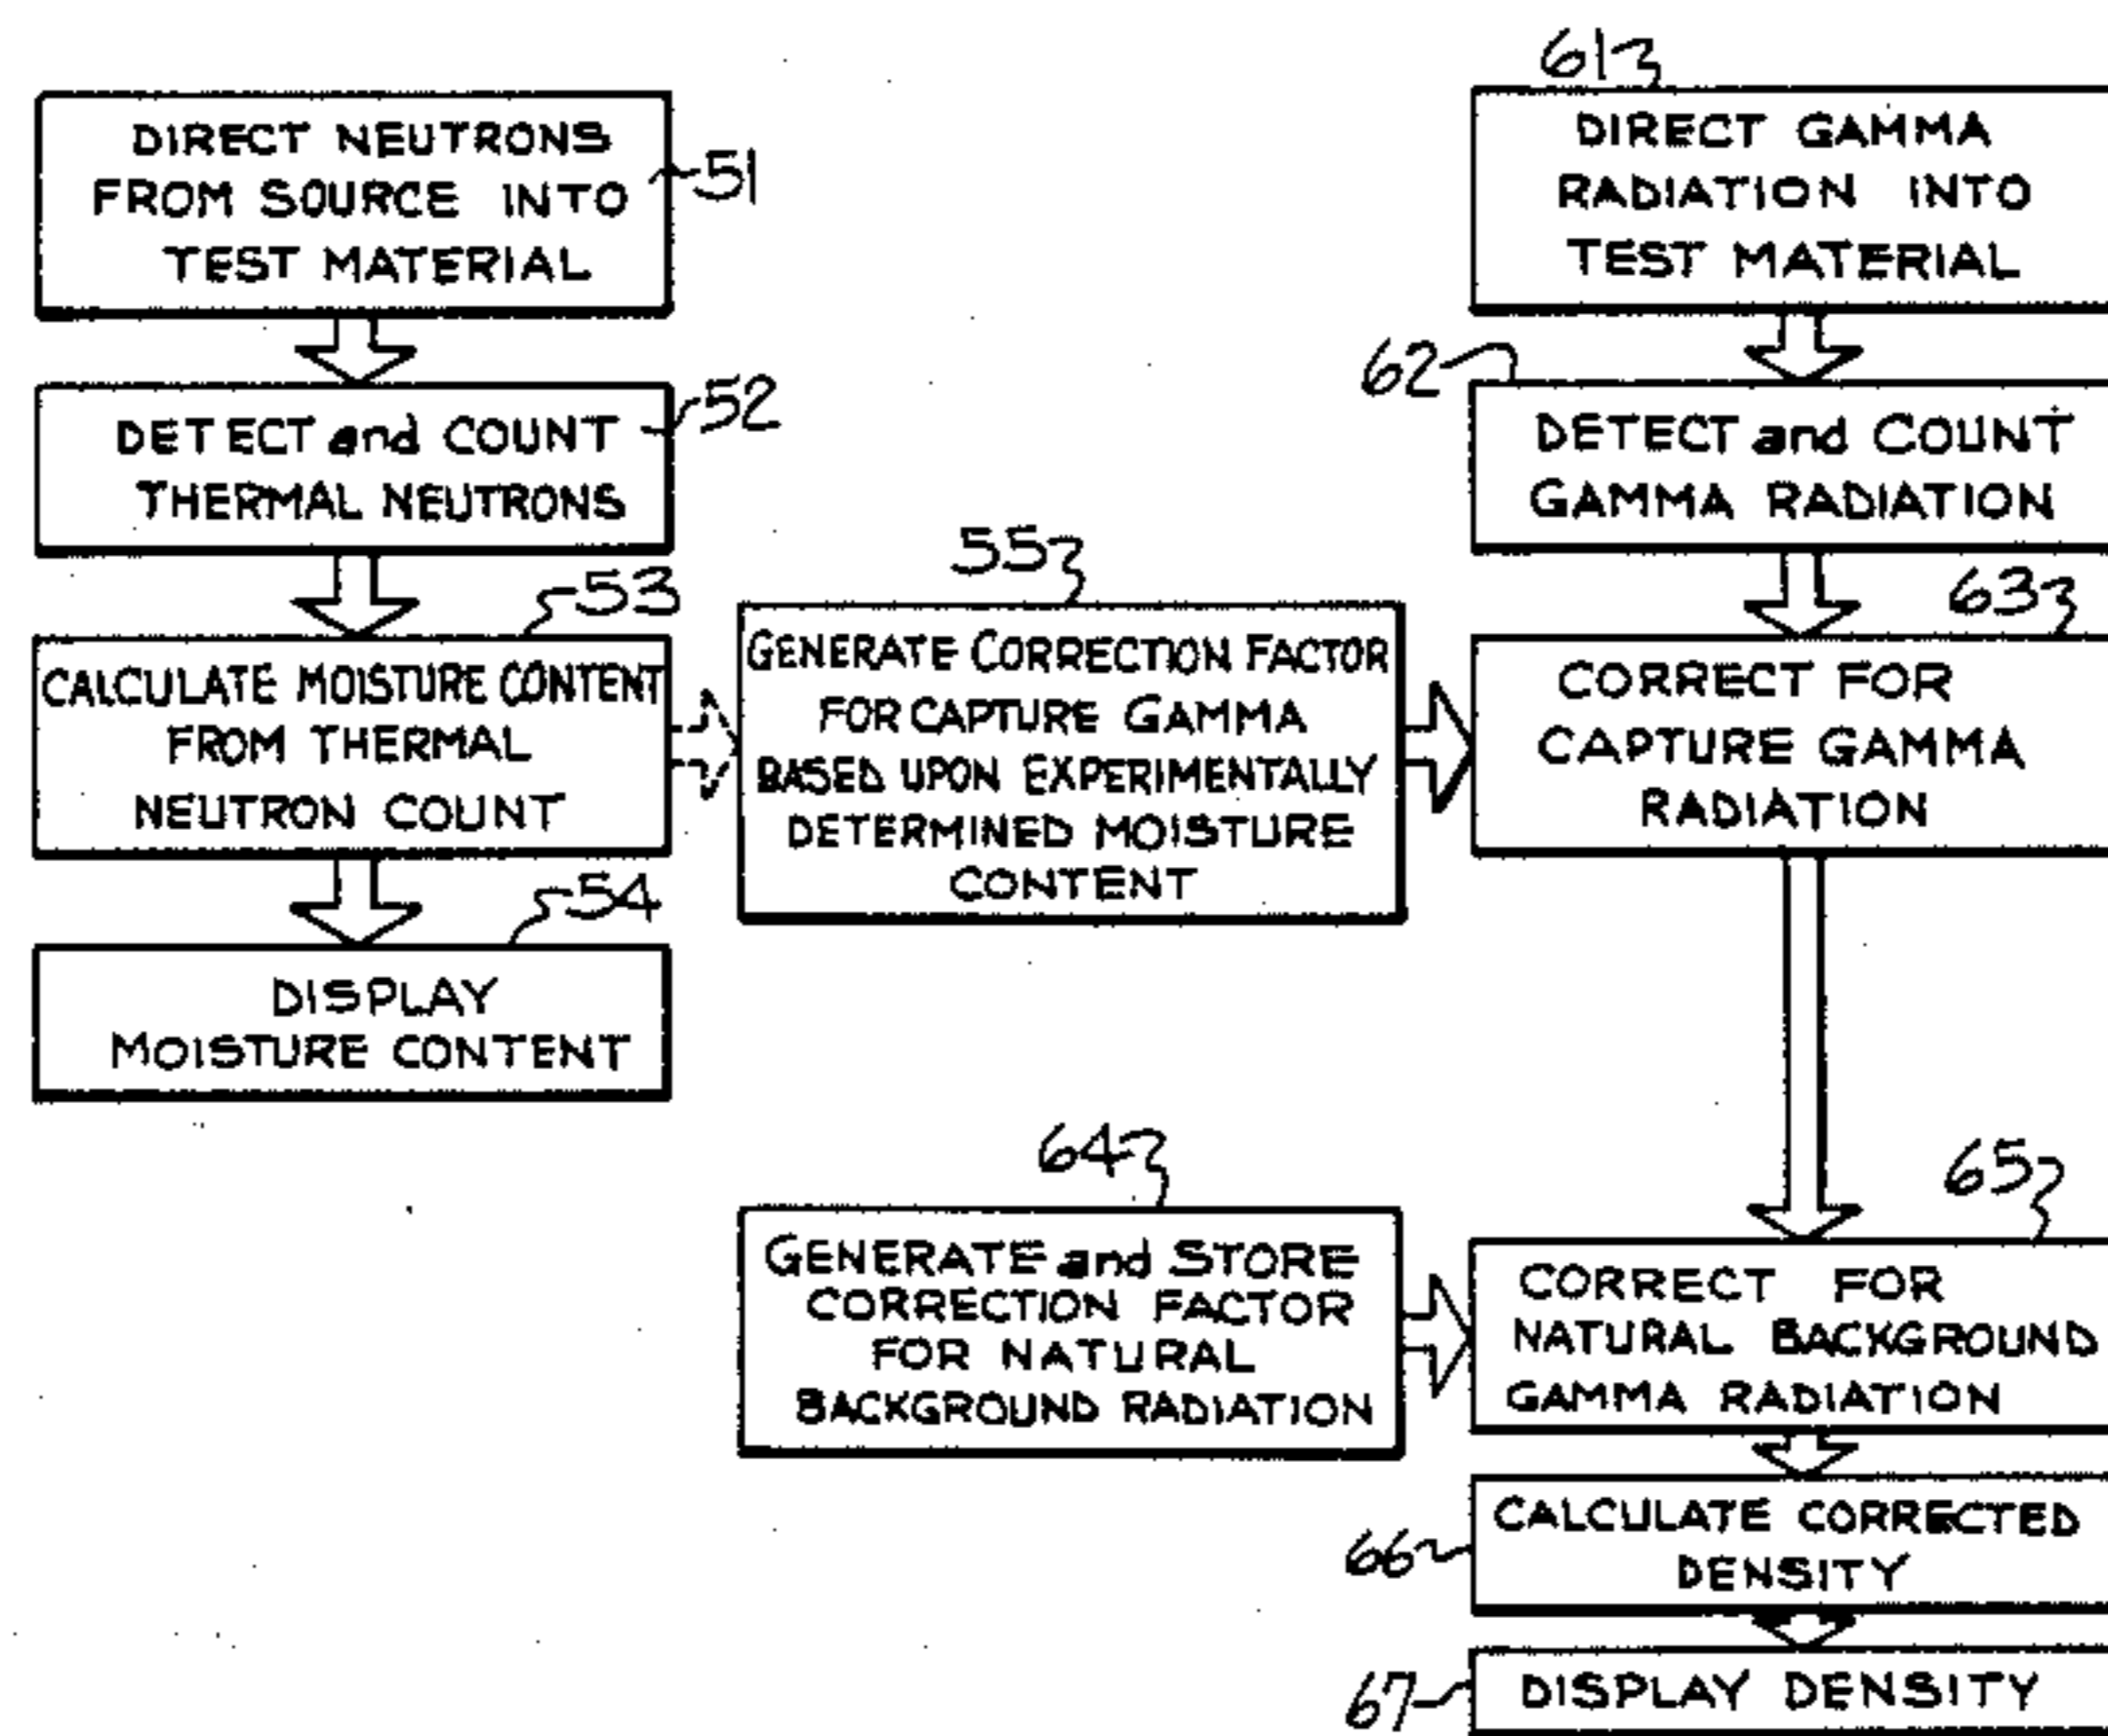 DIRECT NEUTRONS
FROM SOURCE INTO
TEST MATERIAL
51
DETECT and COUNT
THERMAL NEUTRONS
52
53
CALCULATE MOISTURE CONTENT
FROM THERMAL
NEUTRON COUNT
54
DISPLAY
MOISTURE CONTENT
55
GENERATE CORRECTION FACTOR
FOR CAPTURE GAMMA
BASED UPON EXPERIMENTALLY
DETERMINED MOISTURE
CONTENT
61
DIRECT GAMMA
RADIATION INTO
TEST MATERIAL
62
DETECT and COUNT
GAMMA RADIATION
63
CORRECT FOR
CAPTURE GAMMA
RADIATION
64
GENERATE and STORE
CORRECTION FACTOR
FOR NATURAL
BACKGROUND RADIATION
65
CORRECT FOR
NATURAL BACKGROUND
GAMMA RADIATION
66
CALCULATE CORRECTED
DENSITY
67
DISPLAY DENSITY